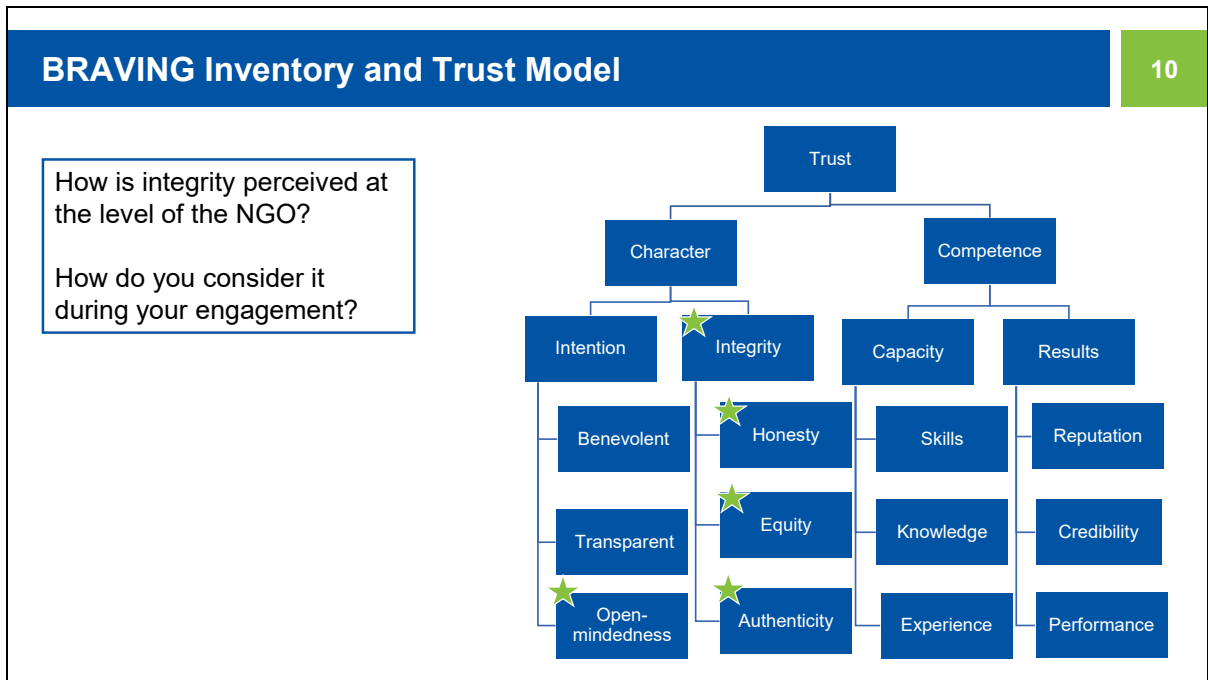 BRAVING Inventory and Trust Model
10
How is integrity perceived at
the level of the NGO?
How do you consider it
during your engagement?
Trust
Character
Competence
Intention
Integrity
Capacity
Results
Benevolent
Honesty
Skills
Reputation
Transparent
Equity
Knowledge
Credibility
Open-
mindedness
Authenticity
Experience
Performance